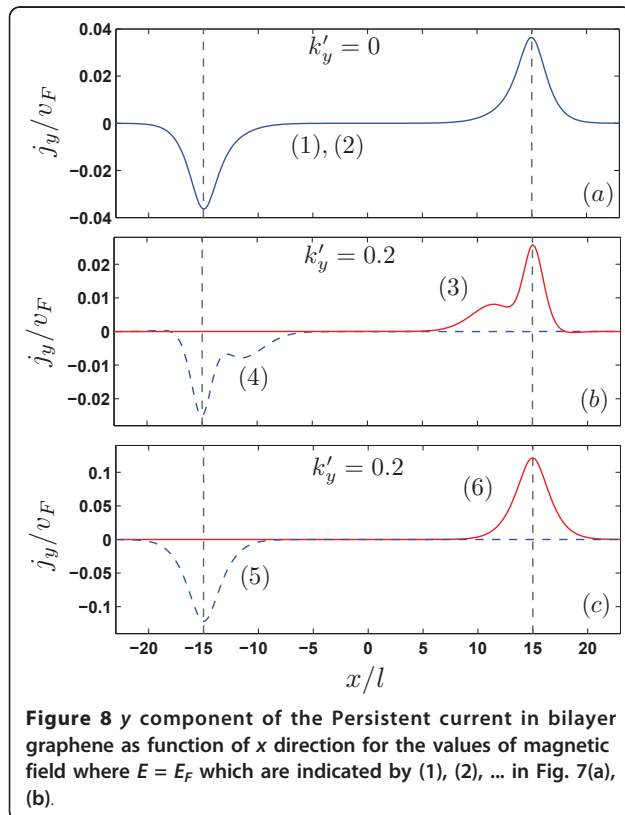 0.04
k′y = 0
0.02
0
−0.02
−0.04
jy/vF
(1), (2)
(a)
k′y = 0.2
0.02
0.01
0
−0.01
−0.02
jy/vF
(3)
(4)
(b)
k′y = 0.2
0.1
0.05
0
−0.05
−0.1
jy/vF
(6)
(5)
(c)
−20 −15 −10 −5 0 5 10 15 20
x/l
Figure 8 y component of the Persistent current in bilayer
graphene as function of x direction for the values of magnetic
field where E = EF which are indicated by (1), (2), ... in Fig. 7(a),
(b).